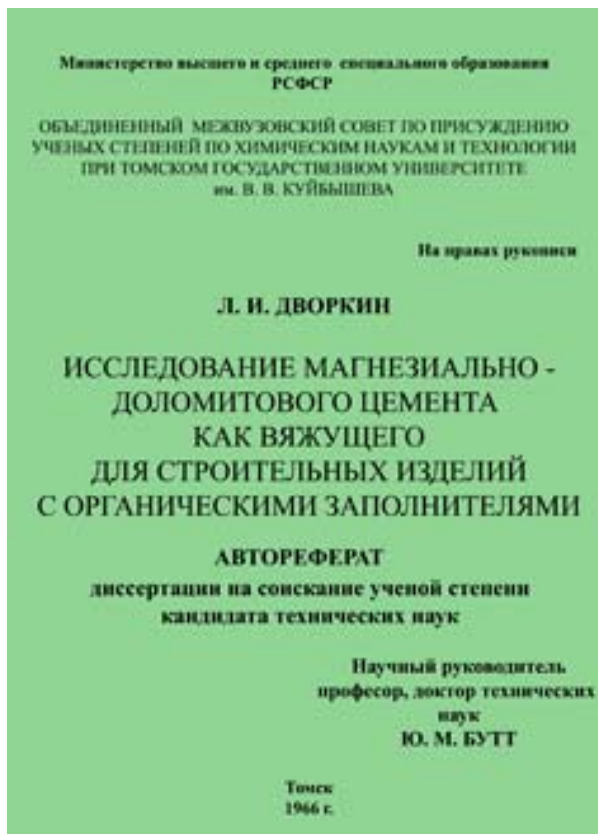 Министерство высшего и среднего специального образования
РСФСР
ОБЪЕДИНЕННЫЙ МЕЖВУЗОВСКИЙ СОВЕТ ПО ПРИСУЖДЕНИЮ
УЧЕНЫХ СТЕПЕНЕЙ ПО ХИМИЧЕСКИМ НАУКАМ И ТЕХНОЛОГИИ
ПРИ ТОМСКОМ ГОСУДАРСТВЕННОМ УНИВЕРСИТЕТЕ
им. В. В. КУЙБЫШЕВА
На правах рукописи
Л. И. ДВОРКИН
ИССЛЕДОВАНИЕ МАГНЕЗИАЛЬНО -
ДОЛОМИТОВОГО ЦЕМЕНТА
КАК ВЯЖУЩЕГО
ДЛЯ СТРОИТЕЛЬНЫХ ИЗДЕЛИЙ
С ОРГАНИЧЕСКИМИ ЗАПОЛНИТЕЛЯМИ
АВТОРЕФЕРАТ
диссертации на соискание ученой степени
кандидата технических наук
Научный руководитель
професор, доктор технических
наук
Ю. М. БУТТ
Томск
1966 г.